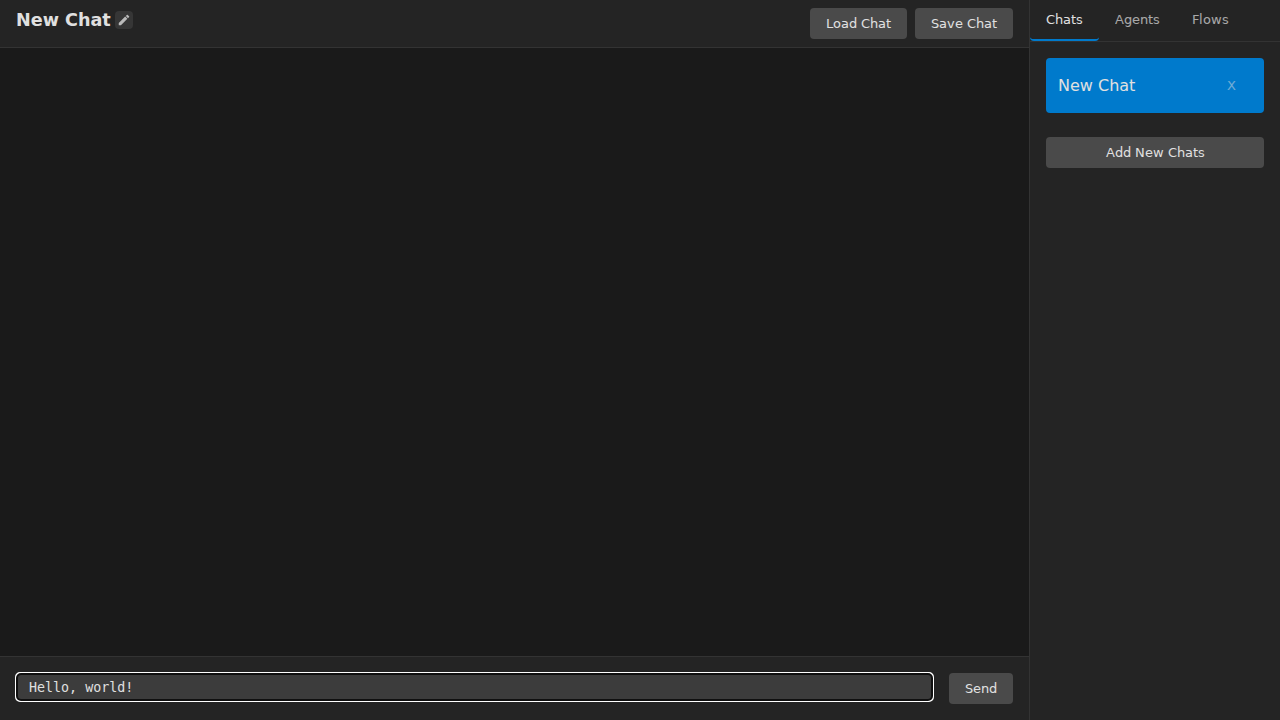 New Chat
Load Chat
Save Chat
Chats
Agents
Flows
New Chat
X
Add New Chats
Hello, world!
Send